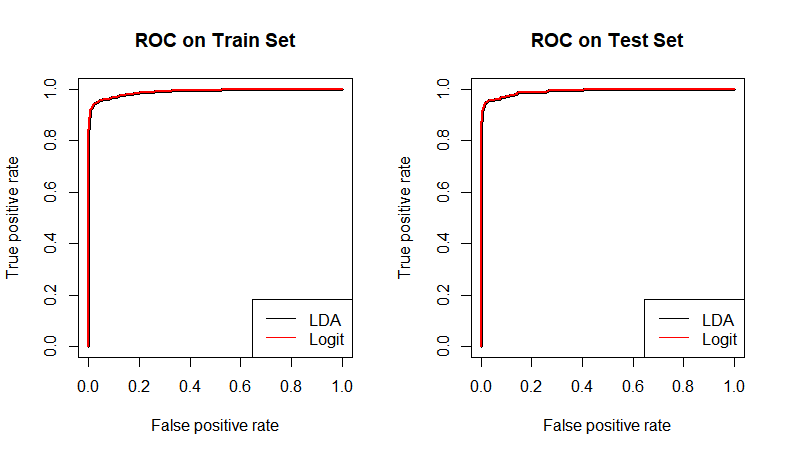 ROC on Train Set
True positive rate
1.0
0.8
0.6
0.4
0.2
0.0
LDA
Logit
0.0 0.2 0.4 0.6 0.8 1.0
False positive rate
ROC on Test Set
True positive rate
1.0
0.8
0.6
0.4
0.2
0.0
LDA
Logit
0.0 0.2 0.4 0.6 0.8 1.0
False positive rate